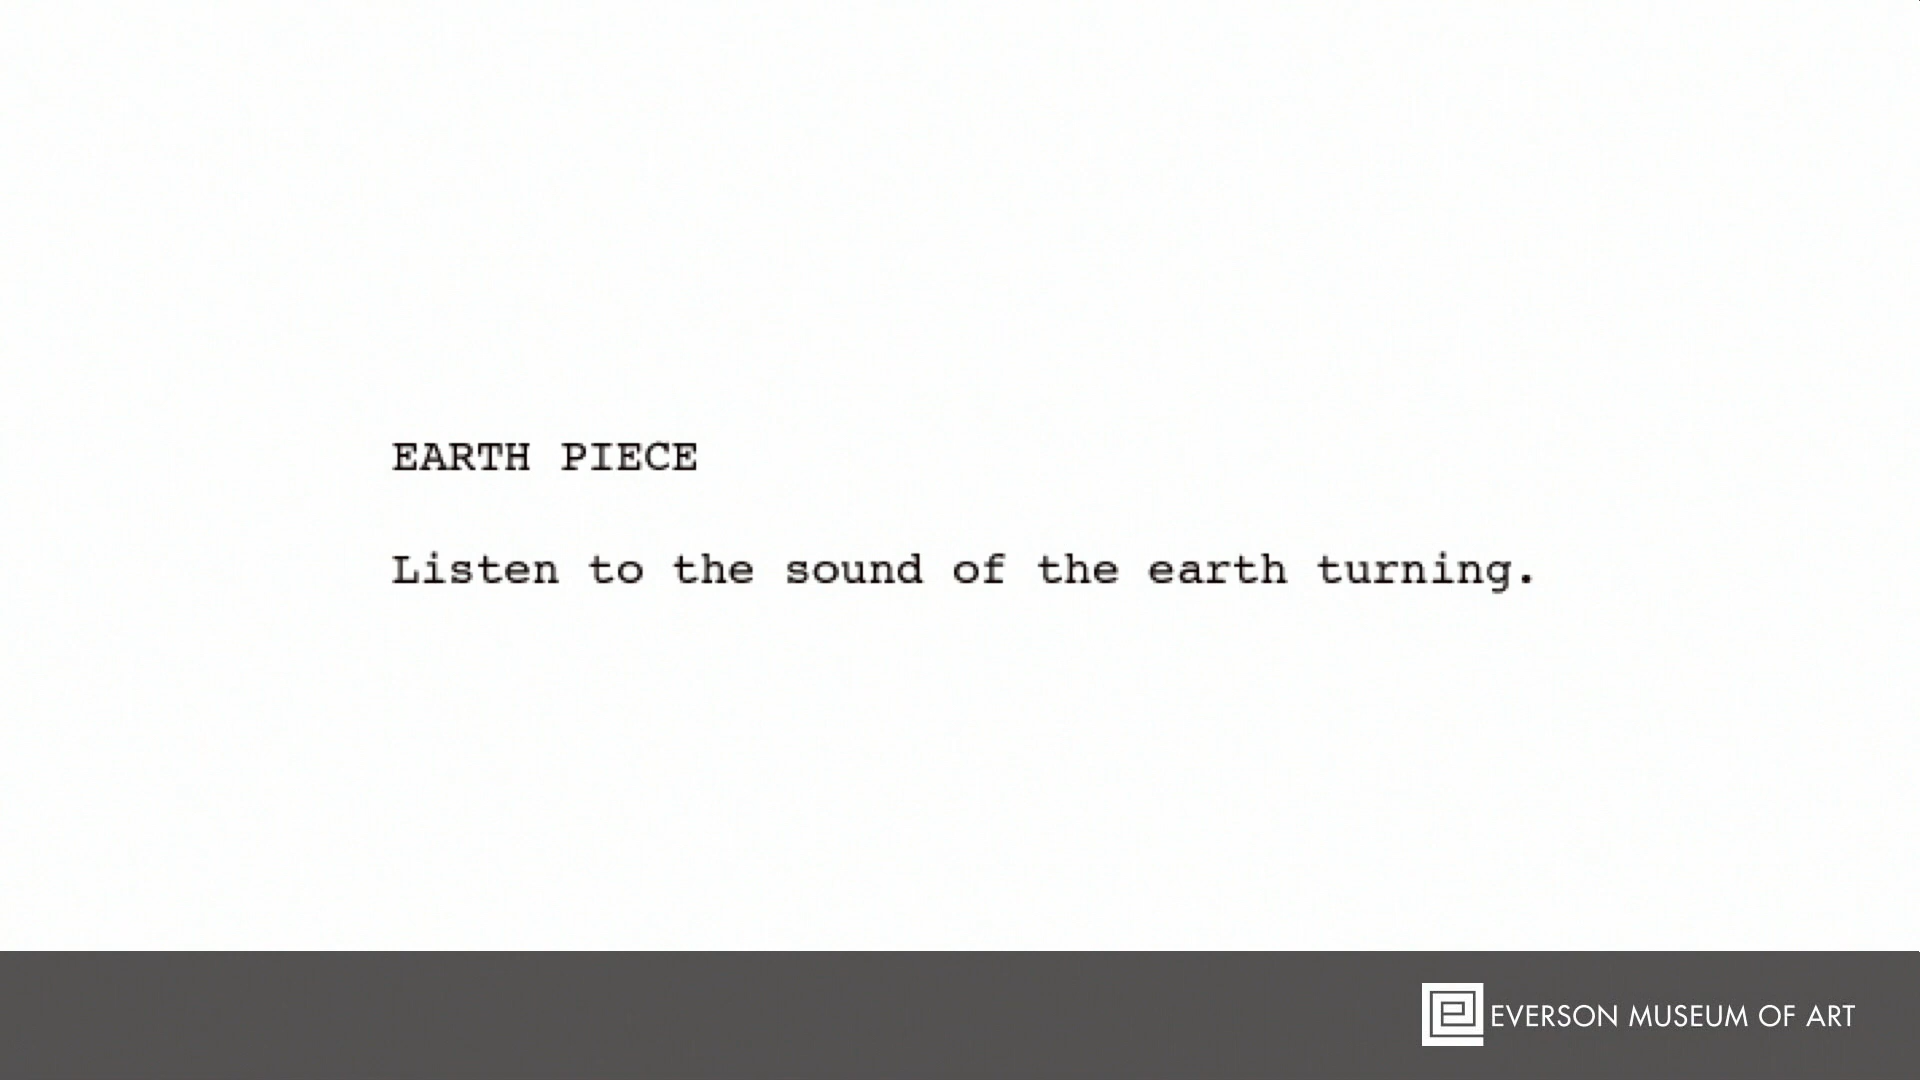 EARTH PIECE
Listen to the sound of the earth turning.
e EVERSON MUSEUM OF ART